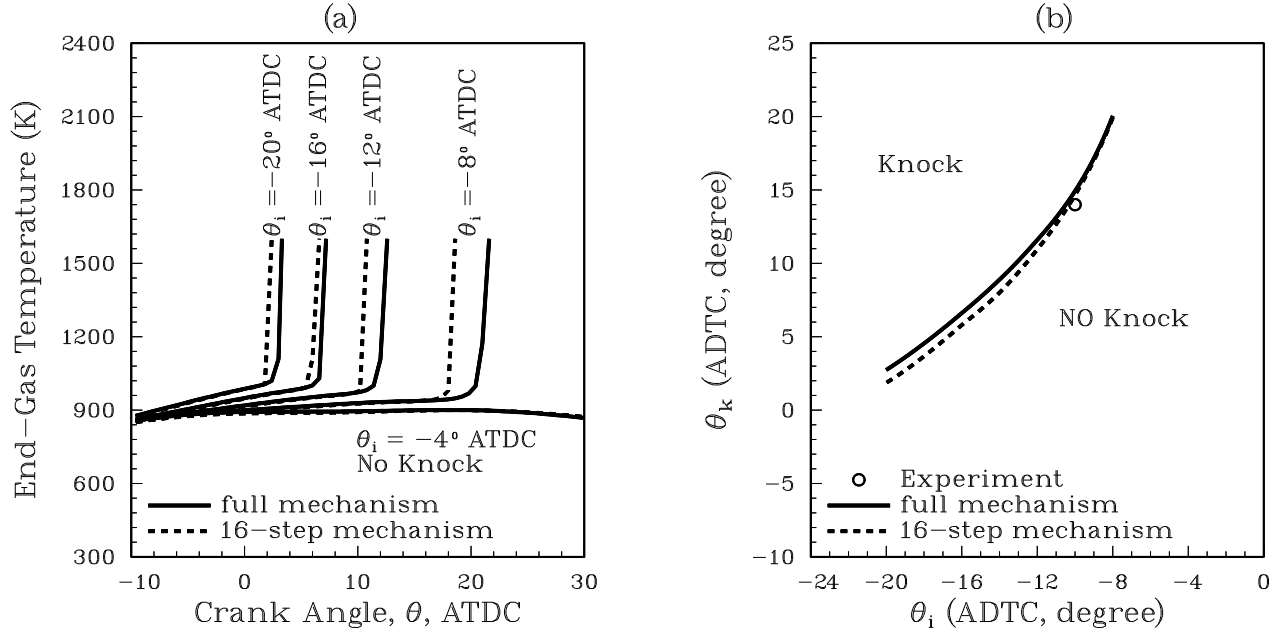 (a)
2400
2100
1800
1500
1200
900
600
300
End-Gas Temperature (K)
θi =-20° ATDC
θi =-16° ATDC
θi =-12° ATDC
θi =-8° ATDC
θi = -4° ATDC
No Knock
full mechanism
16-step mechanism
-10
0
10
20
30
Crank Angle, θ, ATDC
(b)
25
20
15
10
5
0
-5
-10
θk (ADTC, degree)
Knock
NO Knock
Experiment
full mechanism
16-step mechanism
-24
-20
-16
-12
-8
-4
0
θi (ADTC, degree)